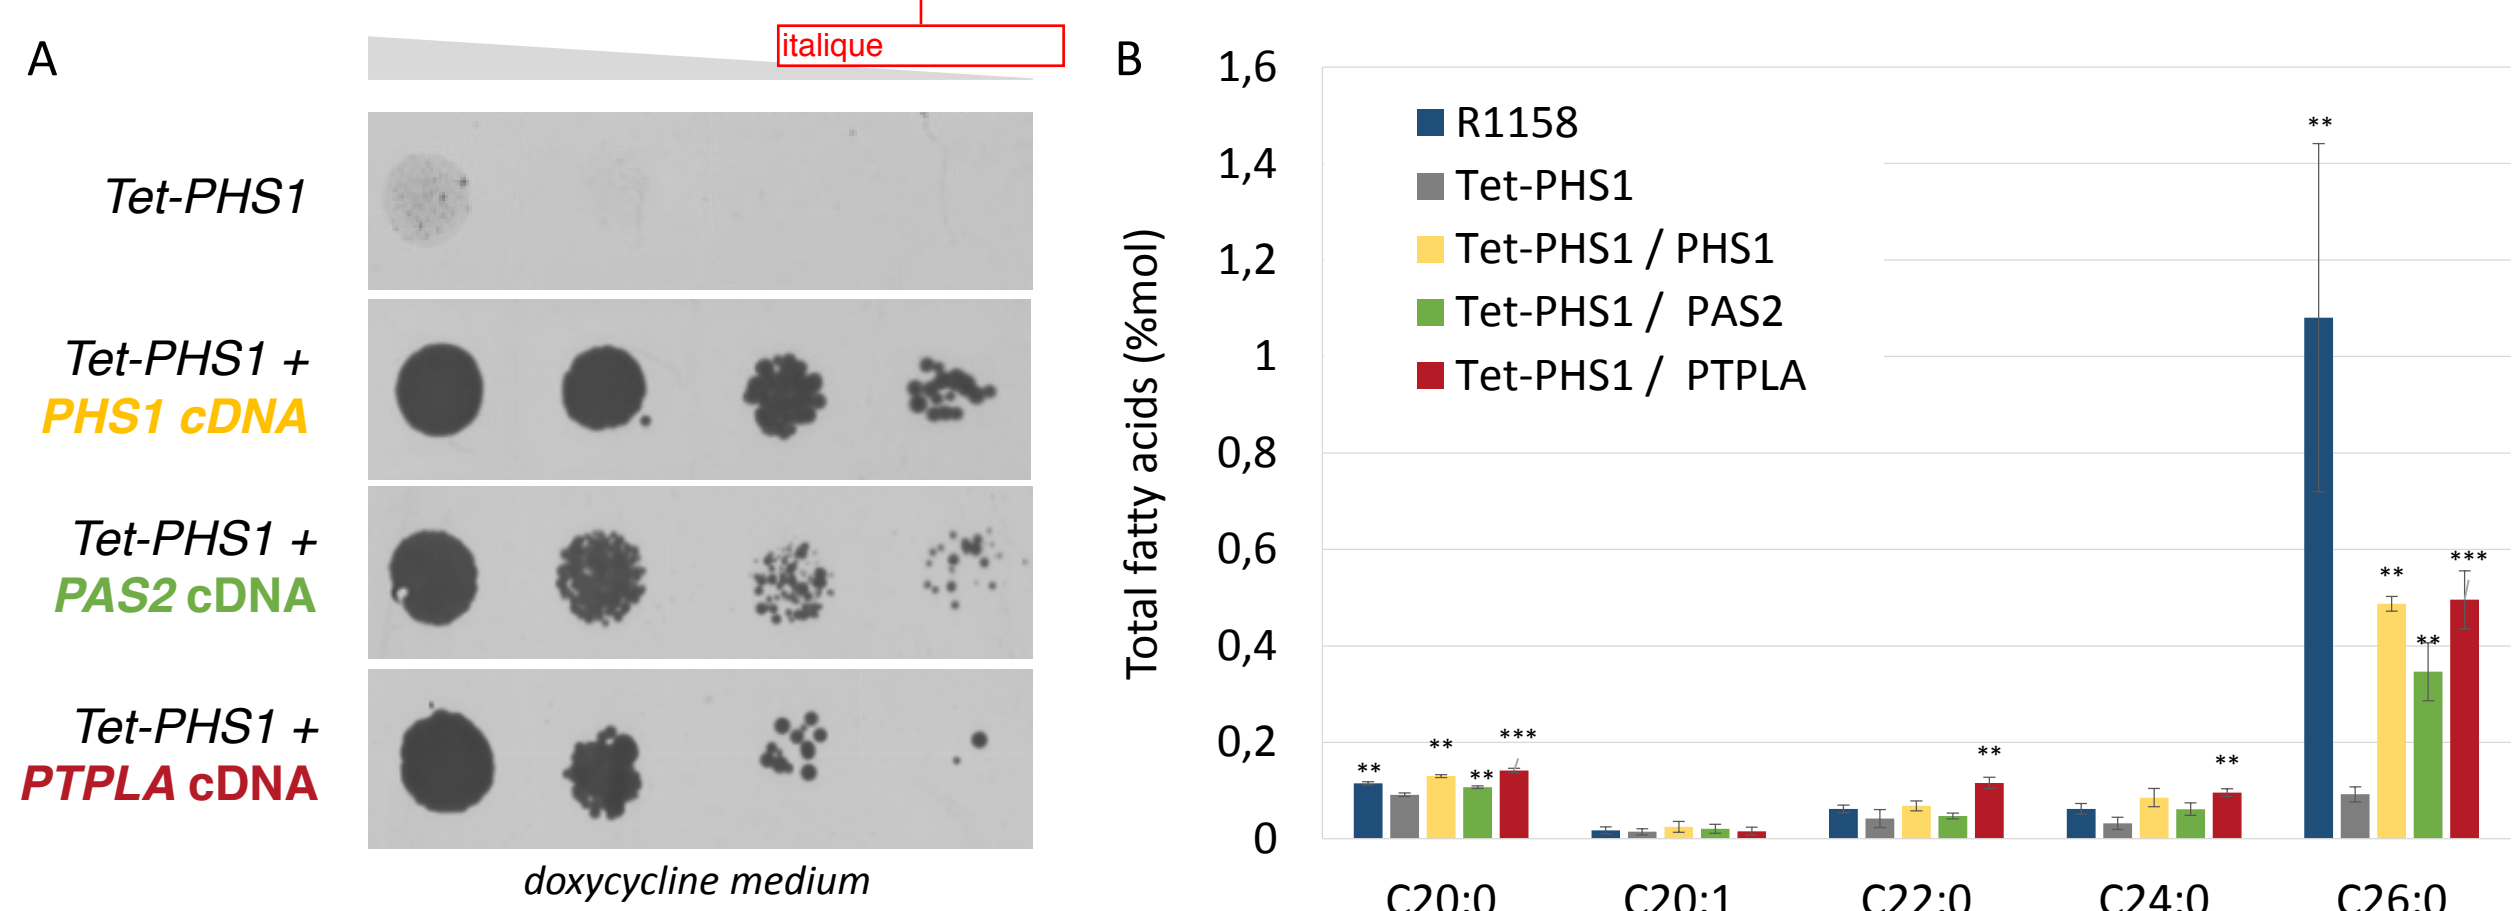 A
italique
Tet-PHS1
Tet-PHS1 +
PHS1 cDNA
Tet-PHS1 +
PAS2 cDNA
Tet-PHS1 +
PTPLA cDNA
doxycycline medium
B
Total fatty acids (%mol)
1,6
1,4
1,2
1
0,8
0,6
0,4
0,2
0
R1158
Tet-PHS1
Tet-PHS1 / PHS1
Tet-PHS1 / PAS2
Tet-PHS1 / PTPLA
** ** ** ***
**
**
** ** ** ***
C20:0 C20:1 C22:0 C24:0 C26:0